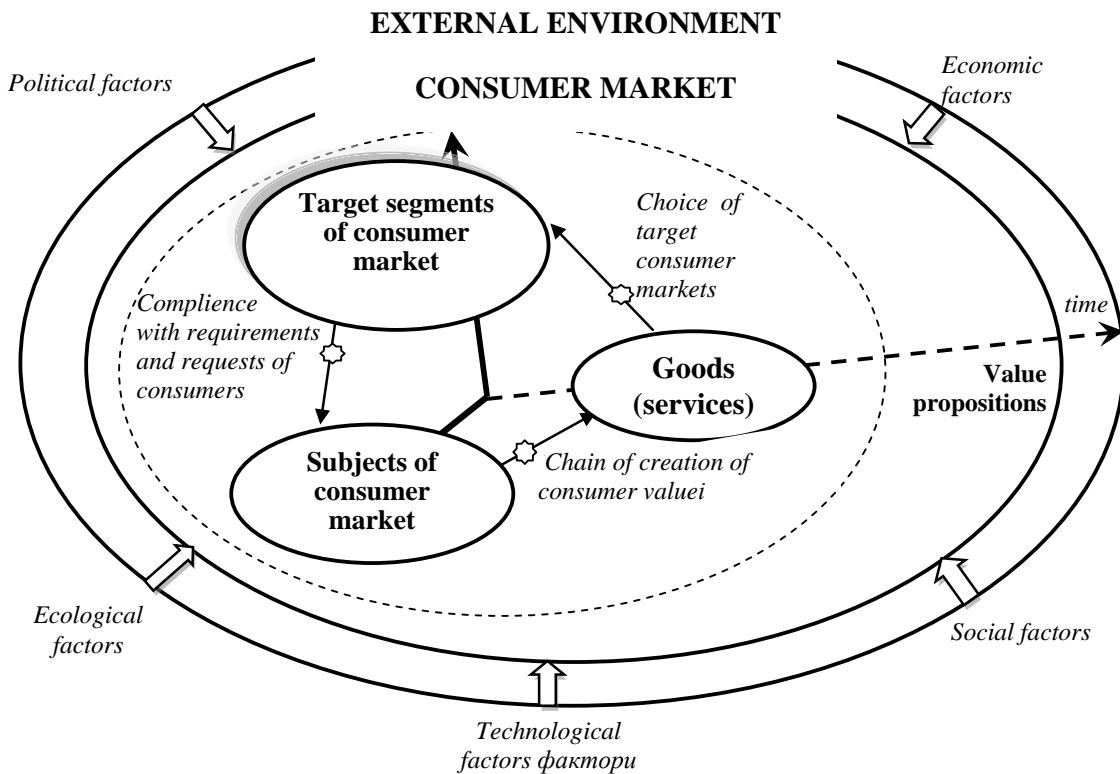 EXTERNAL ENVIRONMENT
Political factors
CONSUMER MARKET
Economic
factors
Target segments
of consumer
market
Choice of
target
consumer
markets
Complience
with requirements
and requests of
consumers
time
Goods
(services)
Value
propositions
Subjects of
consumer
market
Chain of creation of
consumer valuei
Ecological
factors
Social factors
Technological
factors фактори